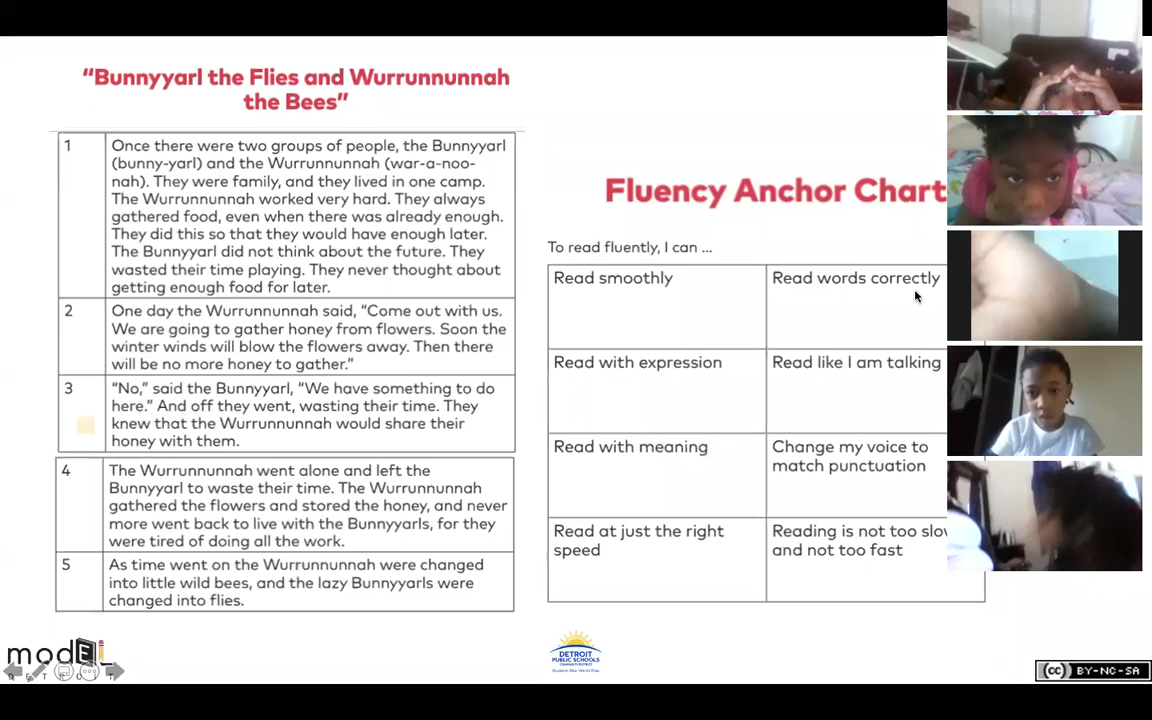 "Bunnyyarl the Flies and Wurrunnunnah
the Bees"
1
Once there were two groups of people, the Bunnyyarl
(bunny-yarl) and the Wurrunnunnah (war-a-noo-
nah). They were family, and they lived in one camp.
The Wurrunnunnah worked very hard. They always
gathered food, even when there was already enough.
They did this so that they would have enough later.
The Bunnyyarl did not think about the future. They
wasted their time playing. They never thought about
getting enough food for later.
2
One day the Wurrunnunnah said, "Come out with us.
We are going to gather honey from flowers. Soon the
winter winds will blow the flowers away. Then there
will be no more honey to gather."
3
"No," said the Bunnyyarl, "We have something to do
here." And off they went, wasting their time. They
knew that the Wurrunnunnah would share their
honey with them.
4
The Wurrunnunnah went alone and left the
Bunnyyarl to waste their time. The Wurrunnunnah
gathered the flowers and stored the honey, and never
more went back to live with the Bunnyyarls, for they
were tired of doing all the work.
5
As time went on the Wurrunnunnah were changed
into little wild bees, and the lazy Bunnyyarls were
changed into flies.
Fluency Anchor Chart
To read fluently, I can ...
Read smoothly
Read words correctly
Read with expression
Read like I am talking
Read with meaning
Change my voice to
match punctuation
Read at just the right
speed
Reading is not too slow
and not too fast
modEL
DETROIT
DETROIT
PUBLIC SCHOOLS
COMMUNITY DISTRICT
cc BY-NC-SA